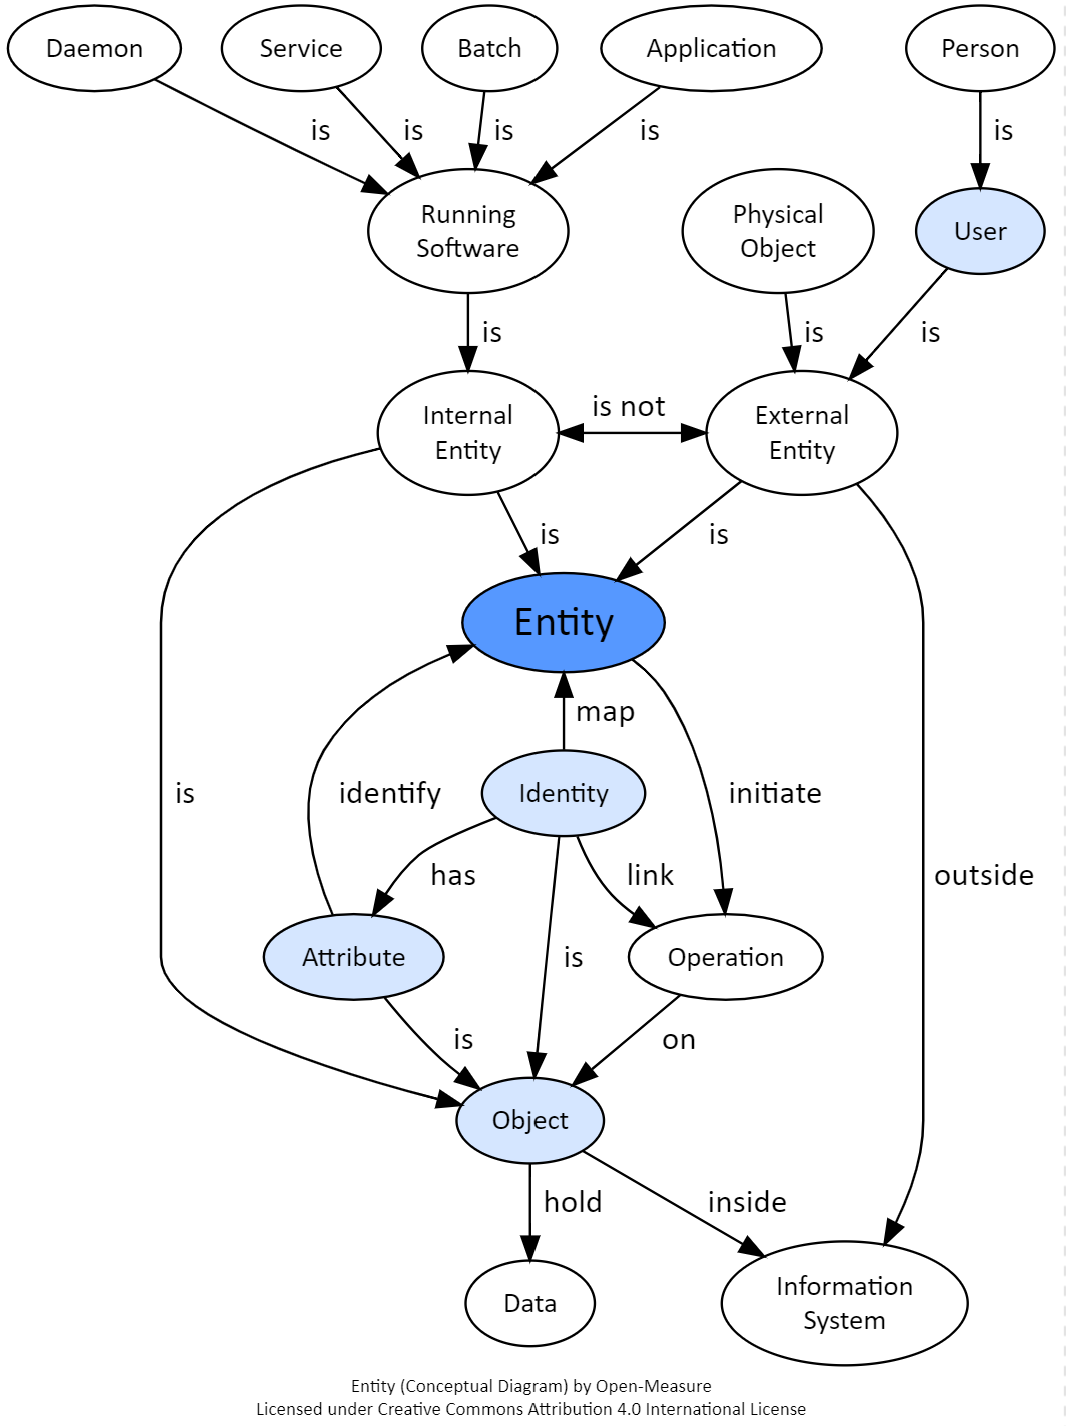 Daemon
Service
Batch
Application
Person
is
is
is
is
is
Running
Software
Physical
Object
User
is
is
is
Internal
Entity
is not
External
Entity
is
is
Entity
map
is
identify
Identity
initiate
has
link
outside
Attribute
is
Operation
is
on
Object
hold
inside
Data
Information
System
Entity (Conceptual Diagram) by Open-Measure
Licensed under Creative Commons Attribution 4.0 International License